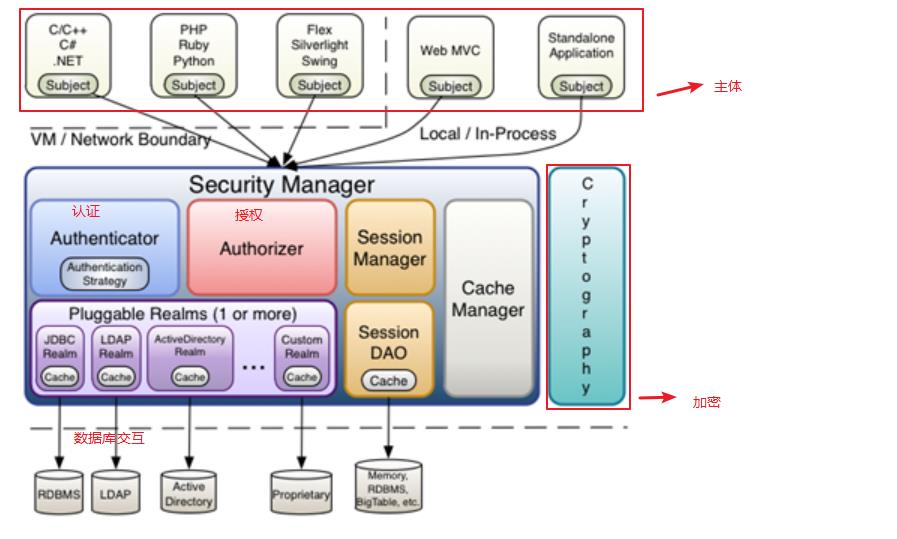 C/C++
C#
.NET
Subject
PHP
Ruby
Python
Subject
Flex
Silverlight
Swing
Subject
Web MVC
Subject
Standalone
Application
Subject
主体
VM / Network Boundary
Local / In-Process
Security Manager
认证
Authenticator
Authentication
Strategy
授权
Authorizer
Session
Manager
Cache
Manager
Cryptography
Pluggable Realms (1 or more)
JDBC
Realm
Cache
LDAP
Realm
Cache
ActiveDirectory
Realm
Cache
...
Custom
Realm
Cache
Session
DAO
Cache
加密
数据库交互
RDBMS
LDAP
Active
Directory
Proprietary
Memory,
RDBMS,
BigTable, etc.